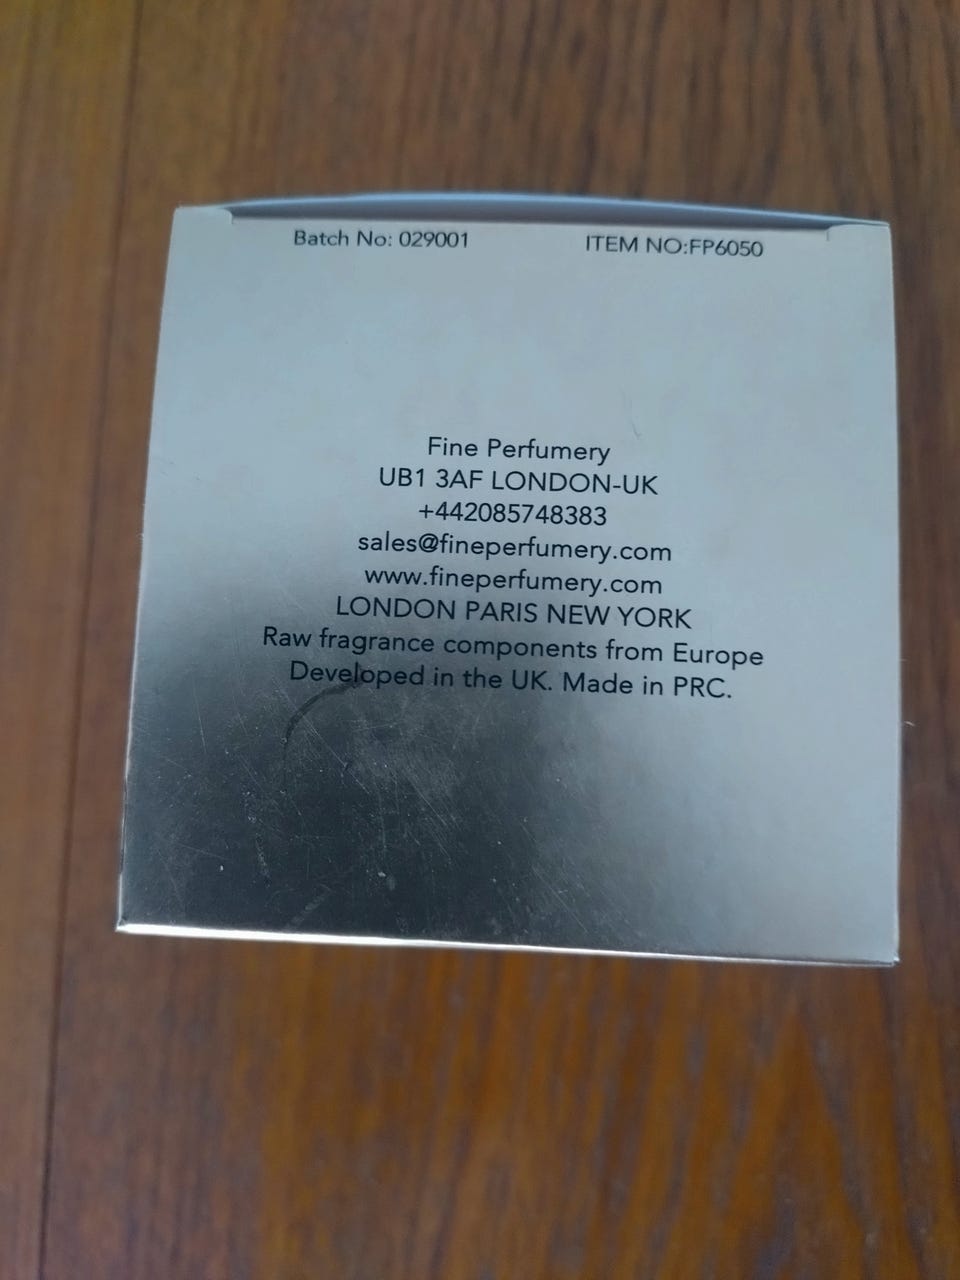 Batch No: 029001 ITEM NO:FP6050
Fine Perfumery
UB1 3AF LONDON-UK
+442085748383
sales@fineperfumery.com
www.fineperfumery.com
LONDON PARIS NEW YORK
Raw fragrance components from Europe
Developed in the UK. Made in PRC.